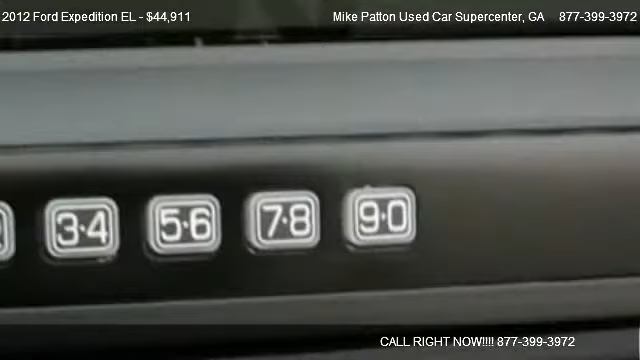 2012 Ford Expedition EL - $44,911 Mike Patton Used Car Supercenter, GA 877-399-3972
3·4 5·6 7·8 9·0
CALL RIGHT NOW!!!! 877-399-3972